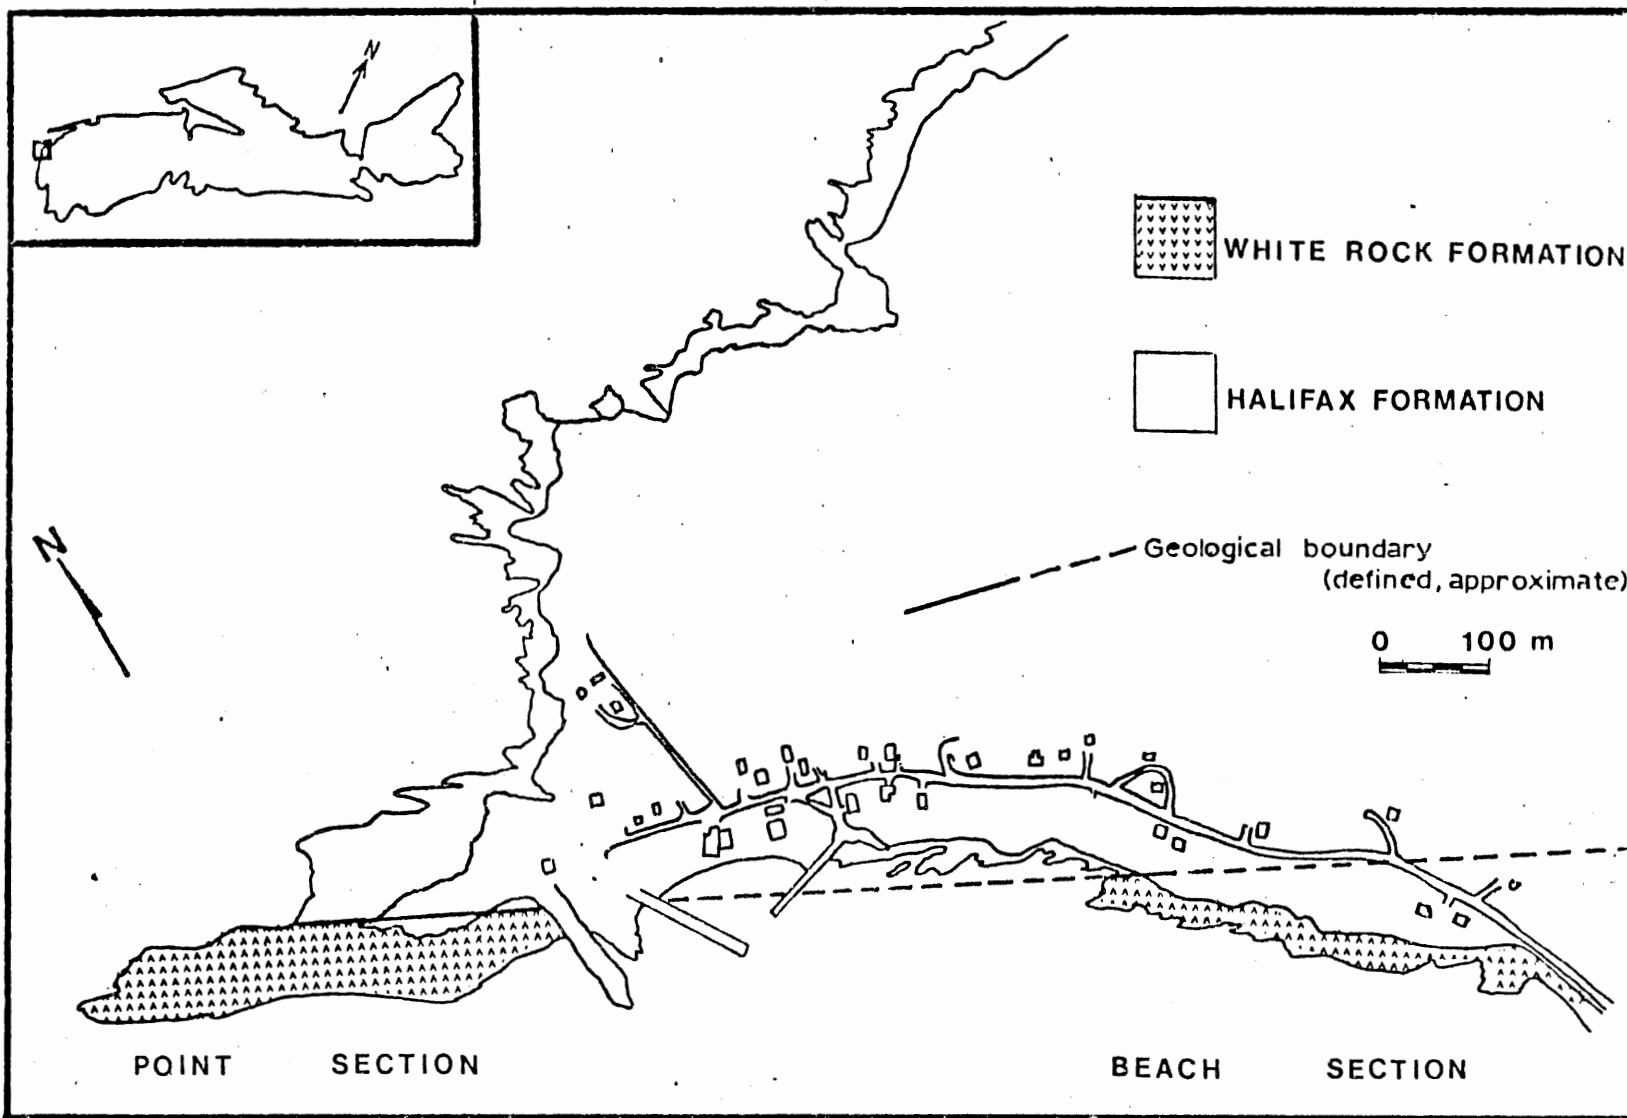 N
WHITE ROCK FORMATION
HALIFAX FORMATION
N
Geological boundary
(defined, approximate)
0 100 m
POINT SECTION
BEACH SECTION